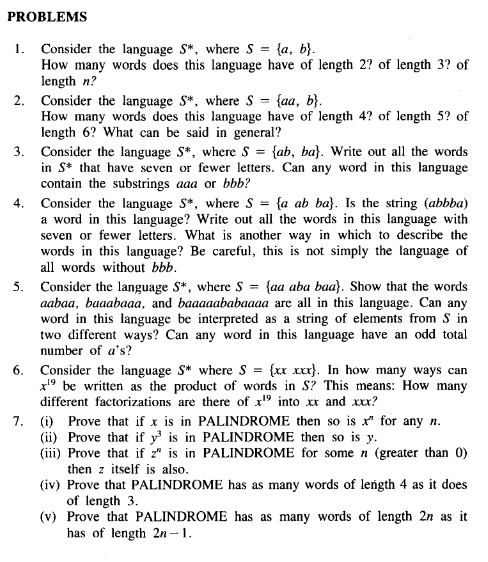 PROBLEMS
1. Consider the language S*, where S = {a, b}.
How many words does this language have of length 2? of length 3? of
length n?
2. Consider the language S*, where S = {aa, b}.
How many words does this language have of length 4? of length 5? of
length 6? What can be said in general?
3. Consider the language S*, where S = {ab, ba}. Write out all the words
in S* that have seven or fewer letters. Can any word in this language
contain the substrings aaa or bbb?
4. Consider the language S*, where S = {a ab ba}. Is the string (abbba)
a word in this language? Write out all the words in this language with
seven or fewer letters. What is another way in which to describe the
words in this language? Be careful, this is not simply the language of
all words without bbb.
5. Consider the language S*, where S = {aa aba baa}. Show that the words
aabaa, baaabaaa, and baaaaababaaaa are all in this language. Can any
word in this language be interpreted as a string of elements from S in
two different ways? Can any word in this language have an odd total
number of a's?
6. Consider the language S* where S = {xx xxx}. In how many ways can
x¹⁹ be written as the product of words in S? This means: How many
different factorizations are there of x¹⁹ into xx and xxx?
7. (i) Prove that if x is in PALINDROME then so is xⁿ for any n.
(ii) Prove that if y³ is in PALINDROME then so is y.
(iii) Prove that if zⁿ is in PALINDROME for some n (greater than 0)
then z itself is also.
(iv) Prove that PALINDROME has as many words of length 4 as it does
of length 3.
(v) Prove that PALINDROME has as many words of length 2n as it
has of length 2n − 1.